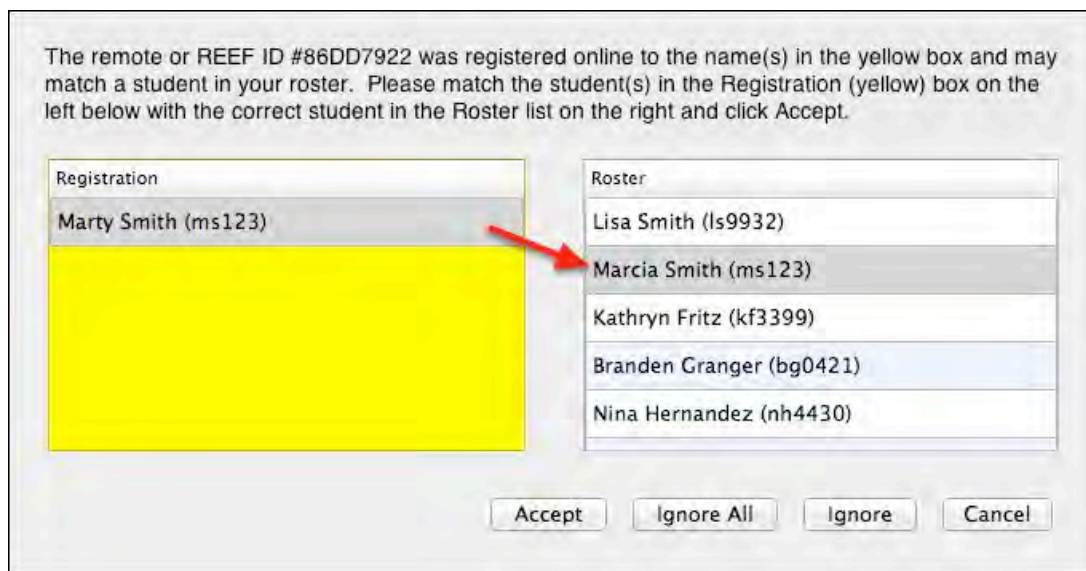 The remote or REEF ID #86DD7922 was registered online to the name(s) in the yellow box and may
match a student in your roster.  Please match the student(s) in the Registration (yellow) box on the
left below with the correct student in the Roster list on the right and click Accept.
Registration
Marty Smith (ms123)
Roster
Lisa Smith (ls9932)
Marcia Smith (ms123)
Kathryn Fritz (kf3399)
Branden Granger (bg0421)
Nina Hernandez (nh4430)
Accept
Ignore All
Ignore
Cancel